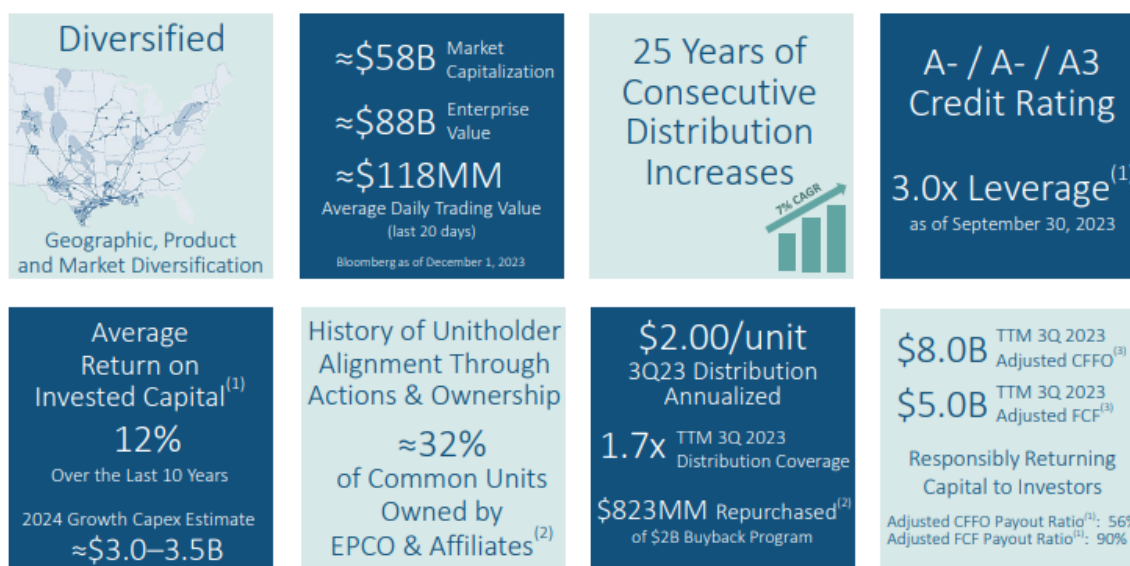 Diversified
Geographic, Product
and Market Diversification
≈$58B Market
Capitalization
≈$88B Enterprise
Value
≈$118MM
Average Daily Trading Value
(last 20 days)
Bloomberg as of December 1, 2023
25 Years of
Consecutive
Distribution
Increases
7% CAGR
A- / A- / A3
Credit Rating
3.0x Leverage(1)
as of September 30, 2023
Average
Return on
Invested Capital(1)
12%
Over the Last 10 Years
2024 Growth Capex Estimate
≈$3.0–3.5B
History of Unitholder
Alignment Through
Actions & Ownership
≈32%
of Common Units
Owned by
EPCO & Affiliates(2)
$2.00/unit
3Q23 Distribution
Annualized
1.7x TTM 3Q 2023
Distribution Coverage
$823MM Repurchased(2)
of $2B Buyback Program
$8.0B TTM 3Q 2023
Adjusted CFFO(3)
$5.0B TTM 3Q 2023
Adjusted FCF(3)
Responsibly Returning
Capital to Investors
Adjusted CFFO Payout Ratio(1): 56%
Adjusted FCF Payout Ratio(1): 90%